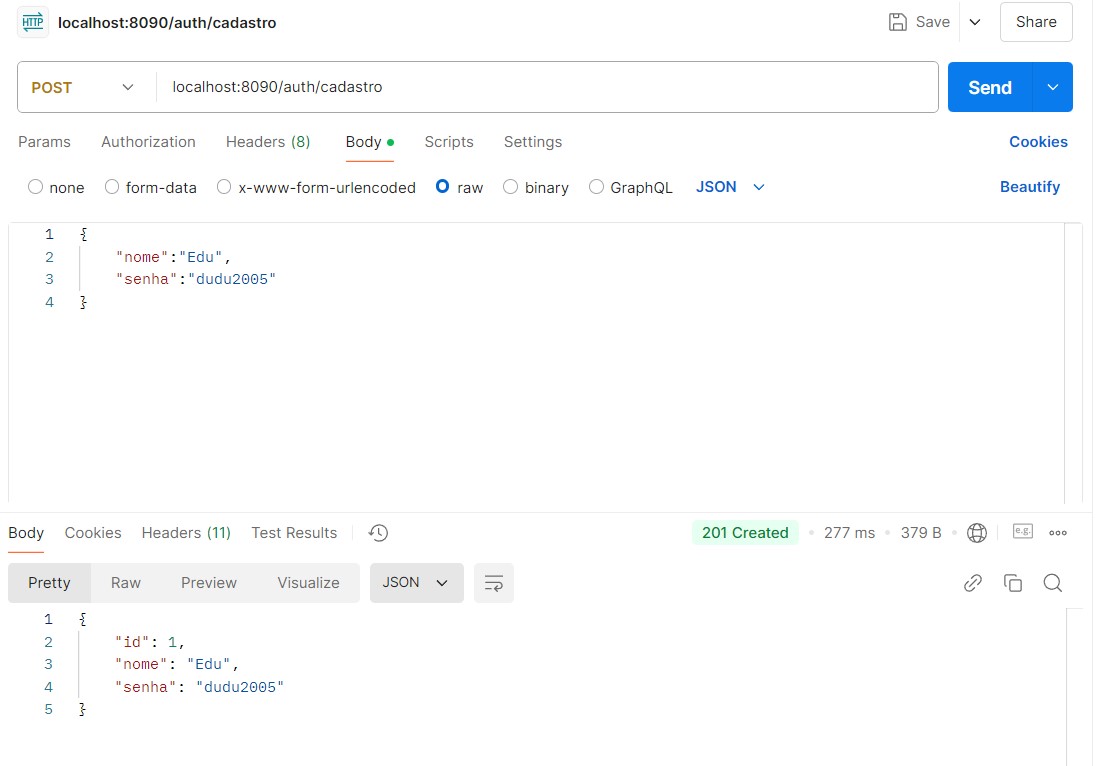 HTTP localhost:8090/auth/cadastro Save Share
POST localhost:8090/auth/cadastro Send
Params Authorization Headers (8) Body Scripts Settings Cookies
none form-data x-www-form-urlencoded raw binary GraphQL JSON Beautify
1 {
2 "nome":"Edu",
3 "senha":"dudu2005"
4 }
Body Cookies Headers (11) Test Results 201 Created • 277 ms • 379 B • e.g.
Pretty Raw Preview Visualize JSON
1 {
2 "id": 1,
3 "nome": "Edu",
4 "senha": "dudu2005"
5 }